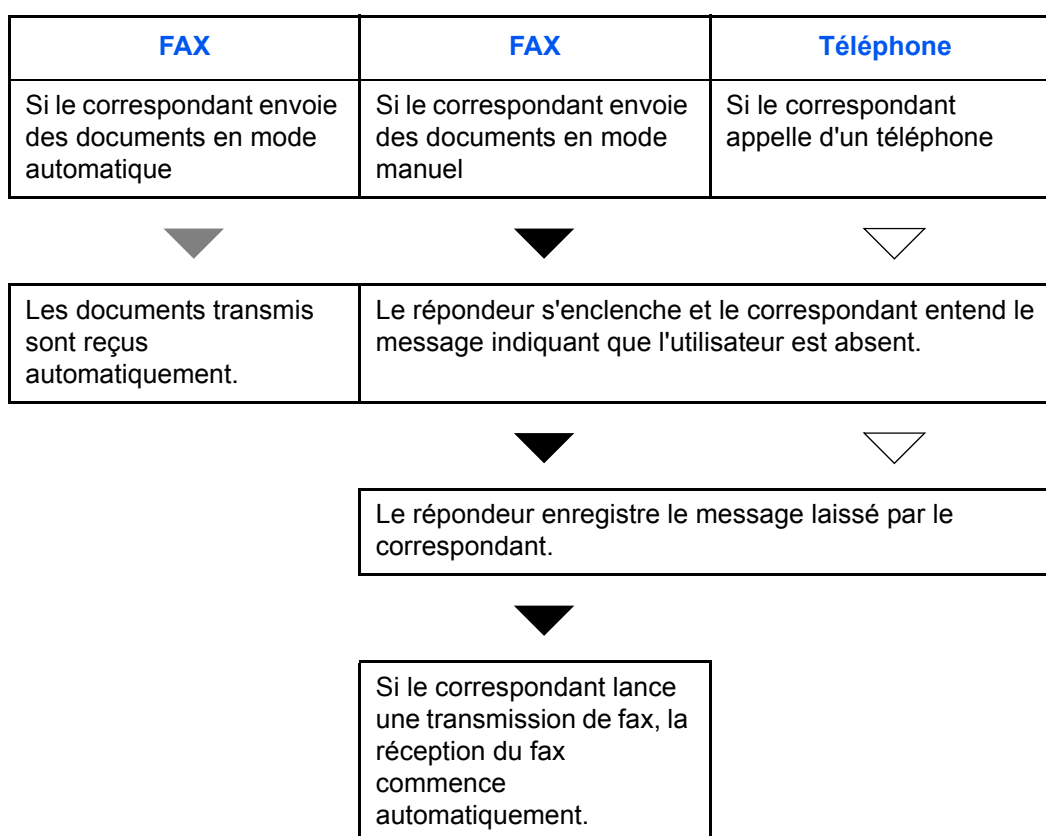 FAX
FAX
Téléphone
Si le correspondant envoie
des documents en mode
automatique
Si le correspondant envoie
des documents en mode
manuel
Si le correspondant
appelle d'un téléphone
Les documents transmis
sont reçus
automatiquement.
Le répondeur s'enclenche et le correspondant entend le
message indiquant que l'utilisateur est absent.
Le répondeur enregistre le message laissé par le
correspondant.
Si le correspondant lance
une transmission de fax, la
réception du fax
commence
automatiquement.